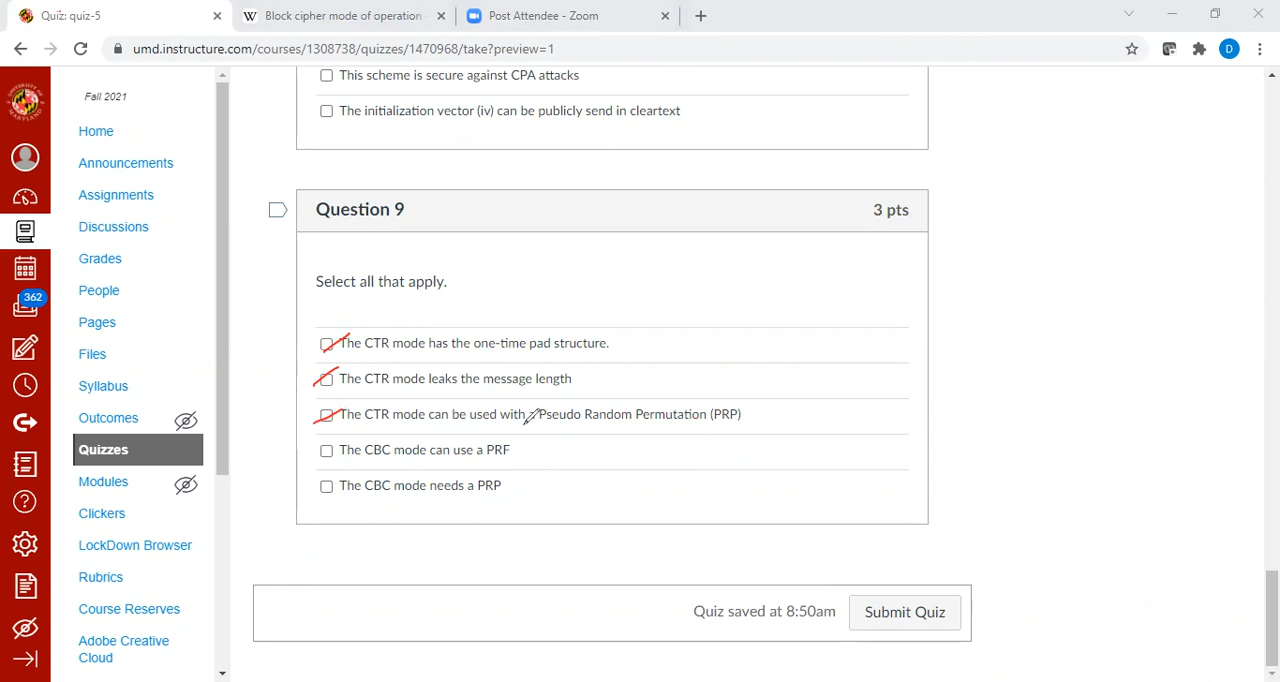 Quiz: quiz-5
Block cipher mode of operation -
Post Attendee - Zoom
umd.instructure.com/courses/1308738/quizzes/1470968/take?preview=1
D
Fall 2021
Home
Announcements
Assignments
Discussions
Grades
People
362
Pages
Files
Syllabus
Outcomes
Quizzes
Modules
Clickers
LockDown Browser
Rubrics
Course Reserves
Adobe Creative
Cloud
This scheme is secure against CPA attacks
The initialization vector (iv) can be publicly send in cleartext
Question 9 3 pts
Select all that apply.
The CTR mode has the one-time pad structure.
The CTR mode leaks the message length
The CTR mode can be used with Pseudo Random Permutation (PRP)
The CBC mode can use a PRF
The CBC mode needs a PRP
Quiz saved at 8:50am Submit Quiz